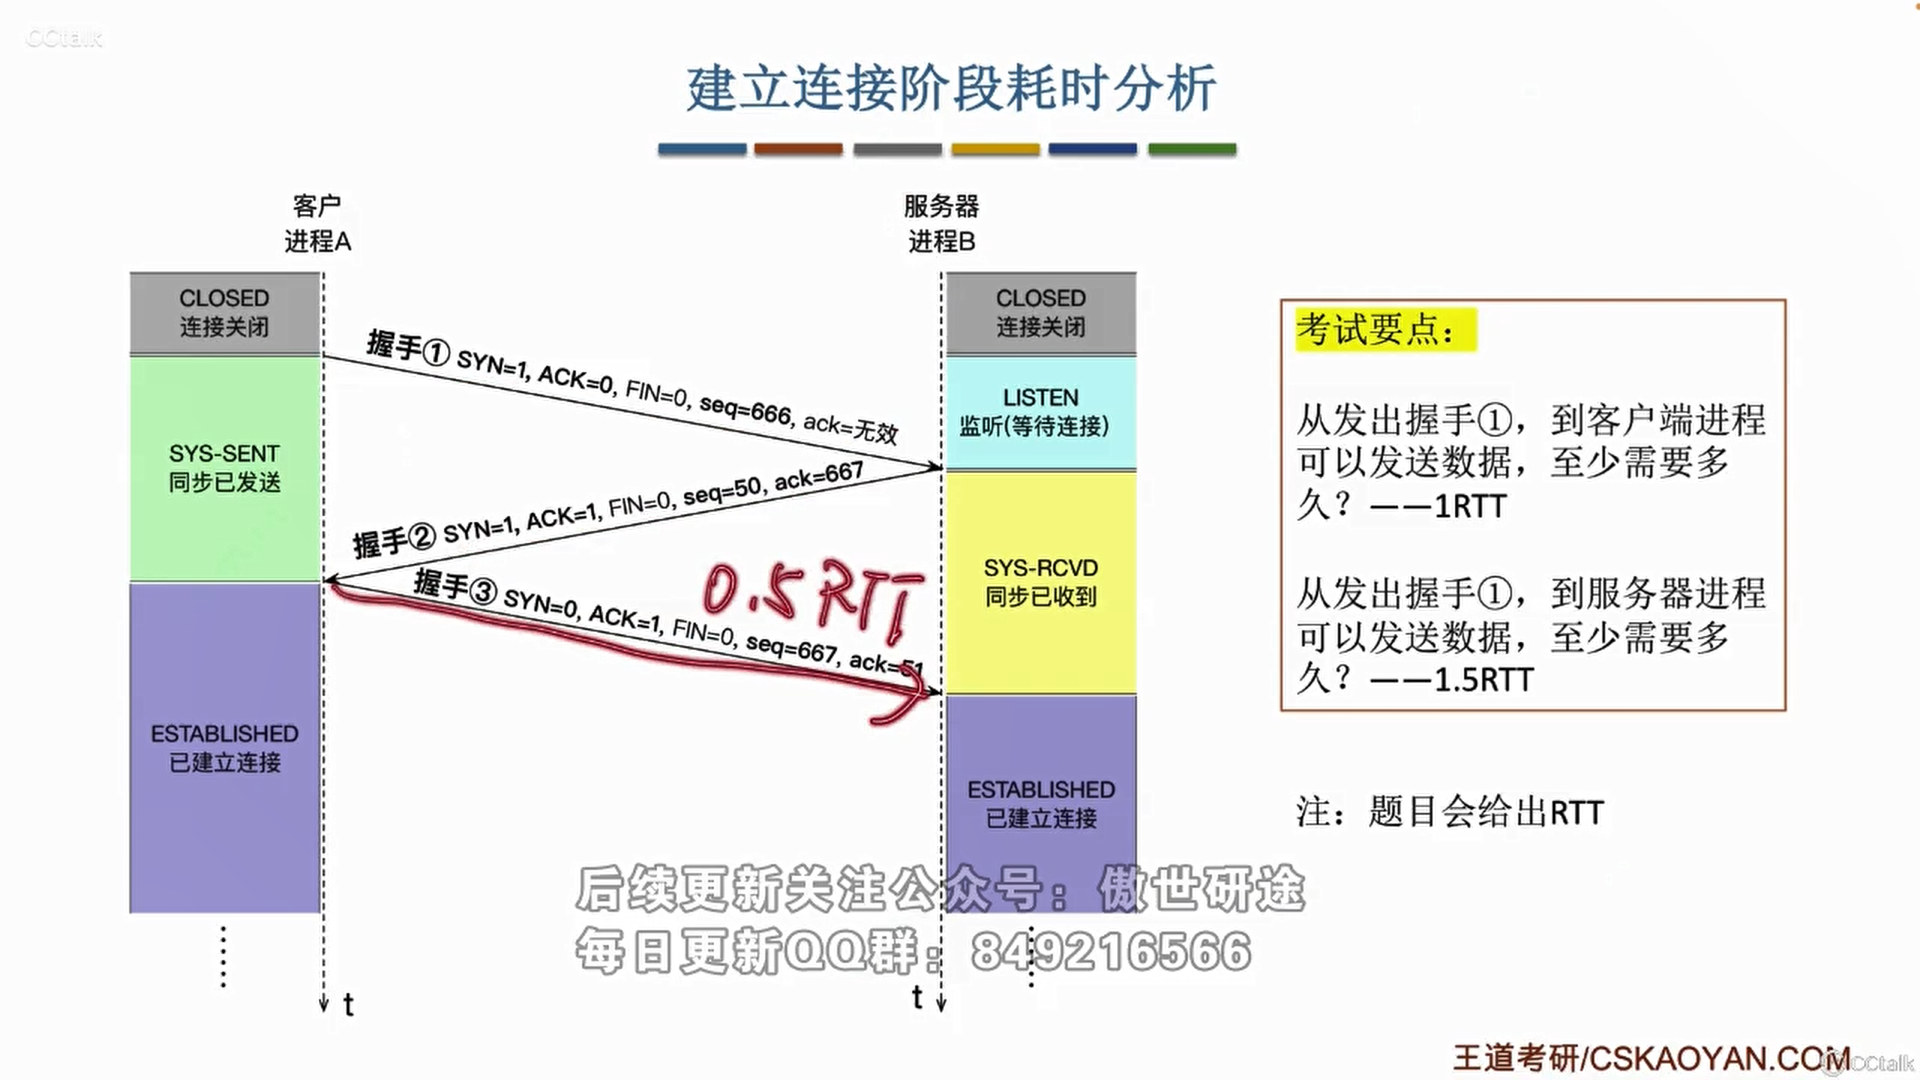 CCtalk
建立连接阶段耗时分析
客户
进程A
服务器
进程B
CLOSED
连接关闭
CLOSED
连接关闭
握手① SYN=1, ACK=0, FIN=0, seq=666, ack=无效
SYS-SENT
同步已发送
LISTEN
监听(等待连接)
握手② SYN=1, ACK=1, FIN=0, seq=50, ack=667
SYS-RCVD
同步已收到
0.5RTT
握手③ SYN=0, ACK=1, FIN=0, seq=667, ack=51
ESTABLISHED
已建立连接
ESTABLISHED
已建立连接
t
t
考试要点：
从发出握手①，到客户端进程
可以发送数据，至少需要多
久？——1RTT
从发出握手①，到服务器进程
可以发送数据，至少需要多
久？——1.5RTT
注：题目会给出RTT
后续更新关注公众号：傲世研途
每日更新QQ群：849216566
王道考研/CSKAOYAN.COM
CCtalk